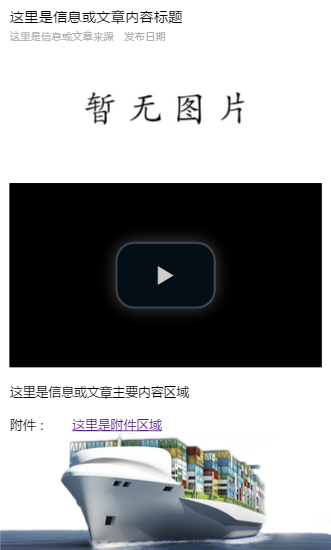 这里是信息或文章内容标题
这里是信息或文章来源 发布日期
暂无图片
这里是信息或文章主要内容区域
附件： 这里是附件区域